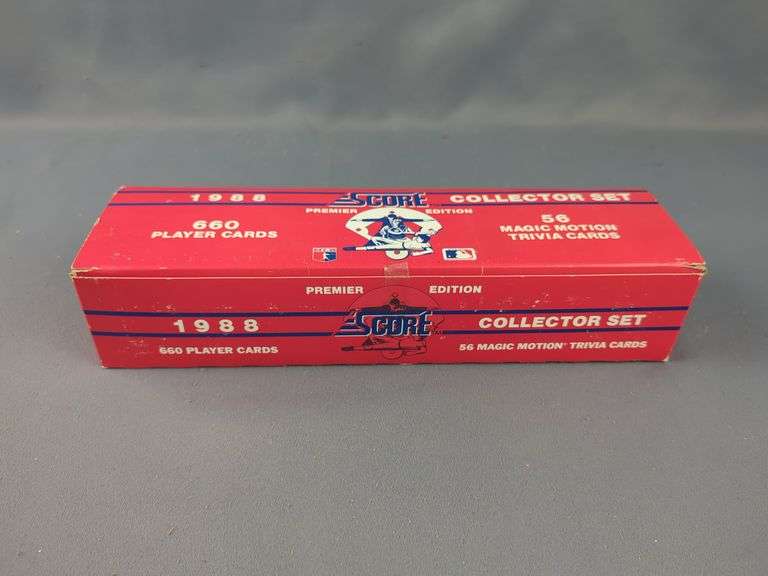 1988 SCORE COLLECTOR SET
PREMIER EDITION
660
PLAYER CARDS
56
MAGIC MOTION
TRIVIA CARDS
PREMIER EDITION
1988 SCORE COLLECTOR SET
660 PLAYER CARDS 56 MAGIC MOTION® TRIVIA CARDS